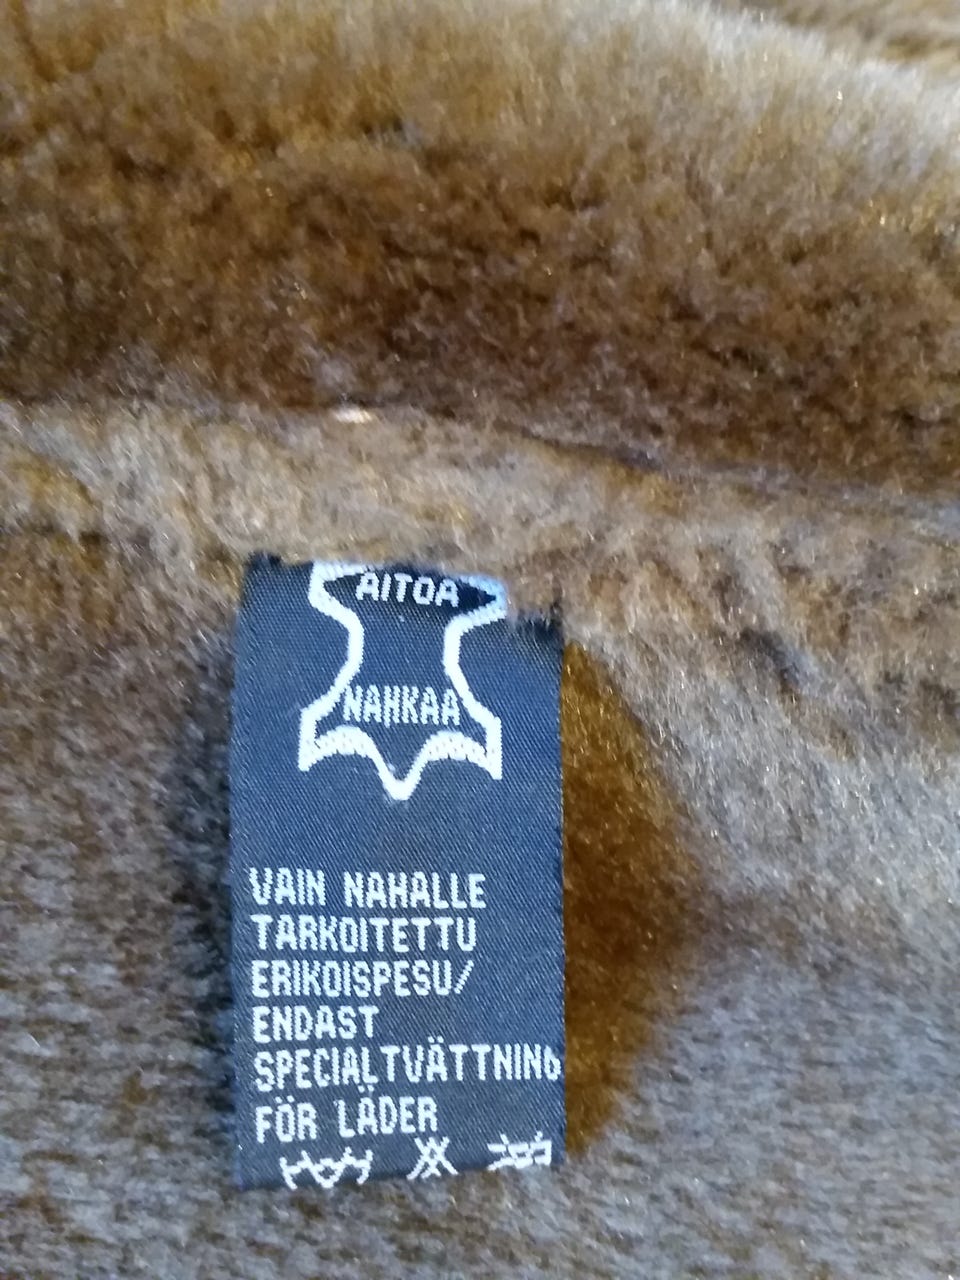 AITOA
NAHKAA
VAIN NAHALLE
TARKOITETTU
ERIKOISPESU/
ENDAST
SPECIALTVÄTTNING
FÖR LÄDER